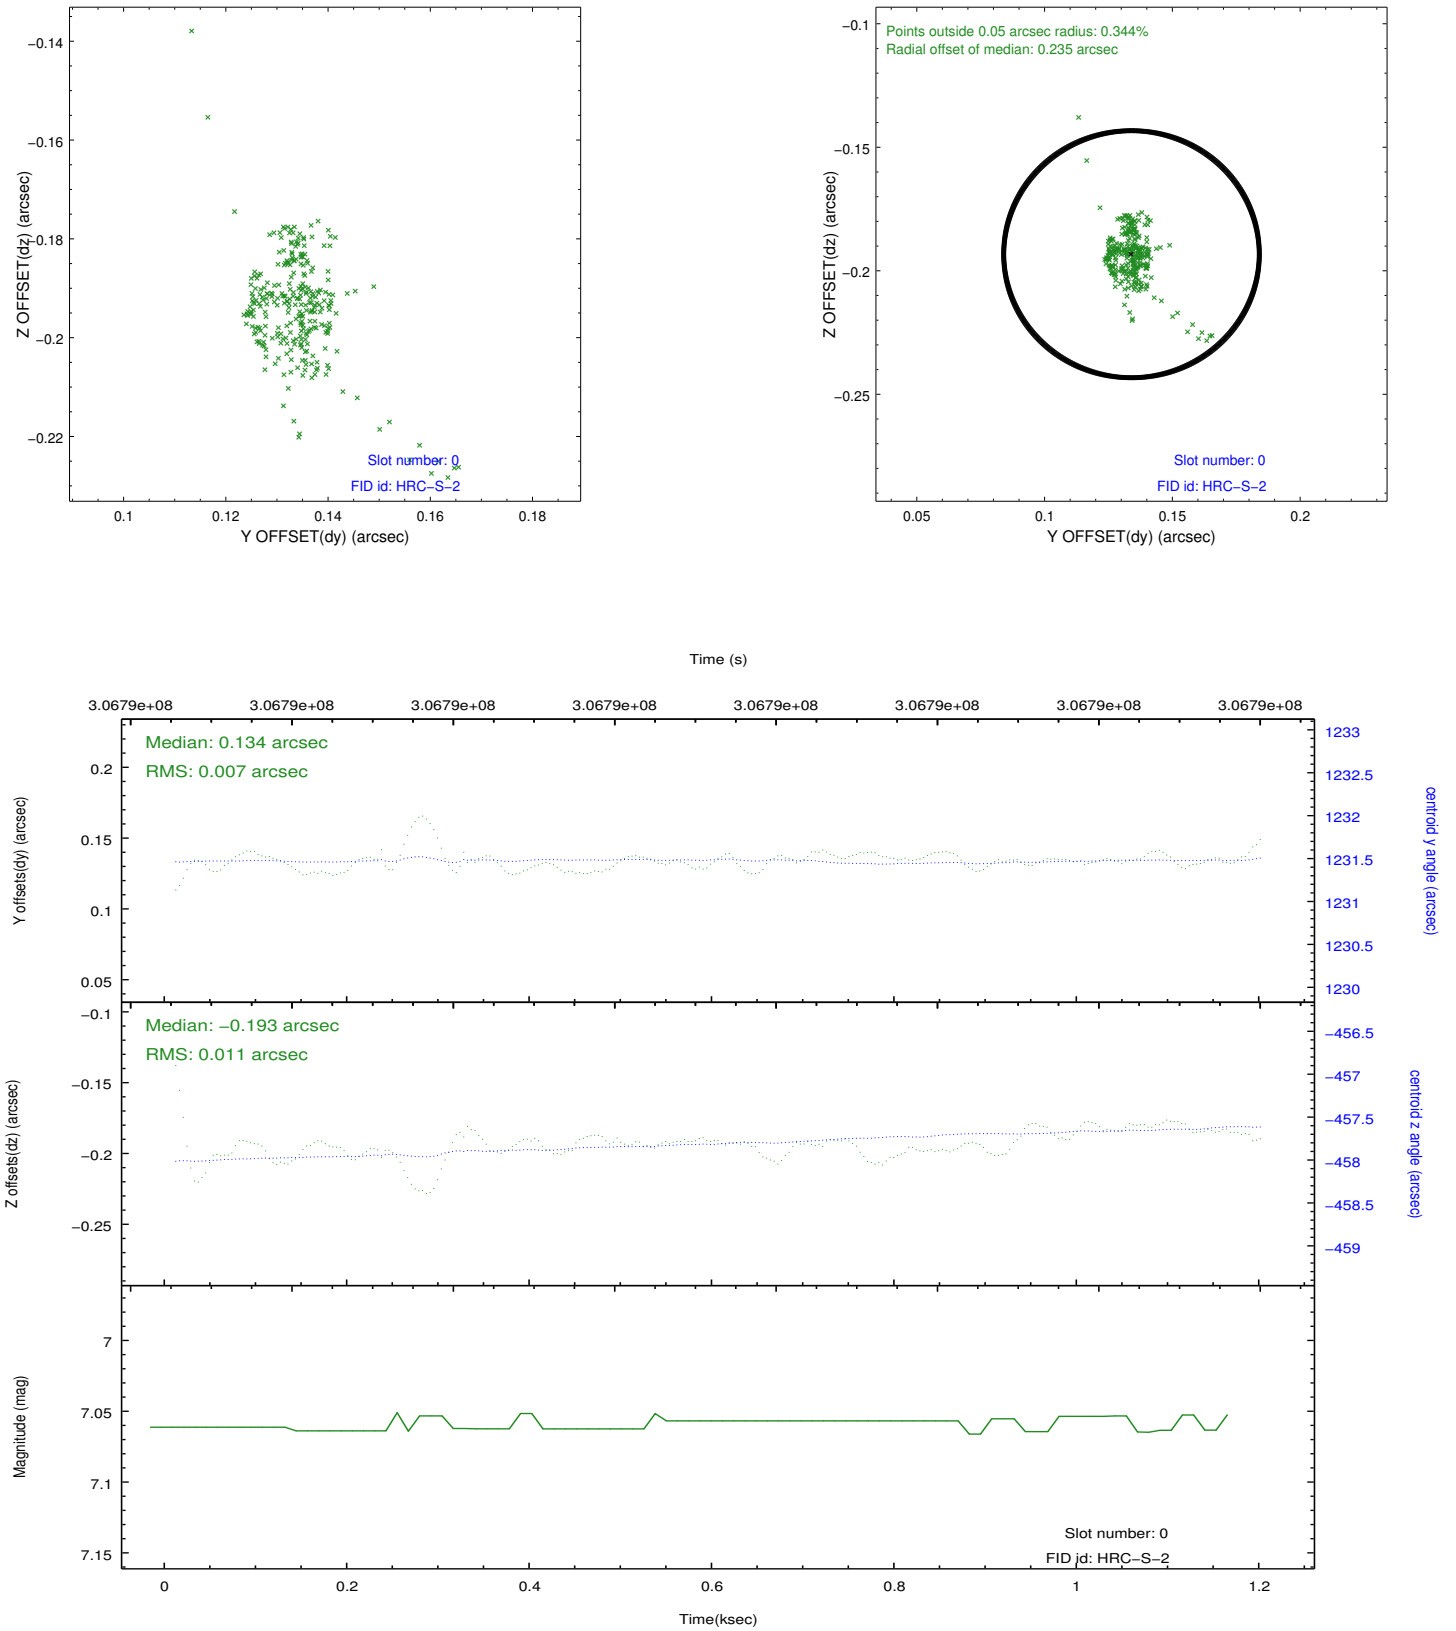 −0.14
−0.16
−0.18
−0.2
−0.22
Z OFFSET(dz) (arcsec)
0.1 0.12 0.14 0.16 0.18
Y OFFSET(dy) (arcsec)
Slot number: 0
FID id: HRC−S−2
Points outside 0.05 arcsec radius: 0.344%
Radial offset of median: 0.235 arcsec
−0.1
−0.15
−0.2
−0.25
Z OFFSET(dz) (arcsec)
Slot number: 0
FID id: HRC−S−2
0.05 0.1 0.15 0.2
Y OFFSET(dy) (arcsec)
Time (s)
3.0679e+08 3.0679e+08 3.0679e+08 3.0679e+08 3.0679e+08 3.0679e+08 3.0679e+08 3.0679e+08
Median: 0.134 arcsec
RMS: 0.007 arcsec
0.2
0.15
0.1
0.05
Y offsets(dy) (arcsec)
1233
1232.5
1232
1231.5
1231
1230.5
1230
centroid y angle (arcsec)
Median: −0.193 arcsec
RMS: 0.011 arcsec
−0.1
−0.15
−0.2
−0.25
Z offsets(dz) (arcsec)
−456.5
−457
−457.5
−458
−458.5
−459
centroid z angle (arcsec)
7
7.05
7.1
7.15
Magnitude (mag)
Slot number: 0
FID id: HRC−S−2
0 0.2 0.4 0.6 0.8 1 1.2
Time(ksec)